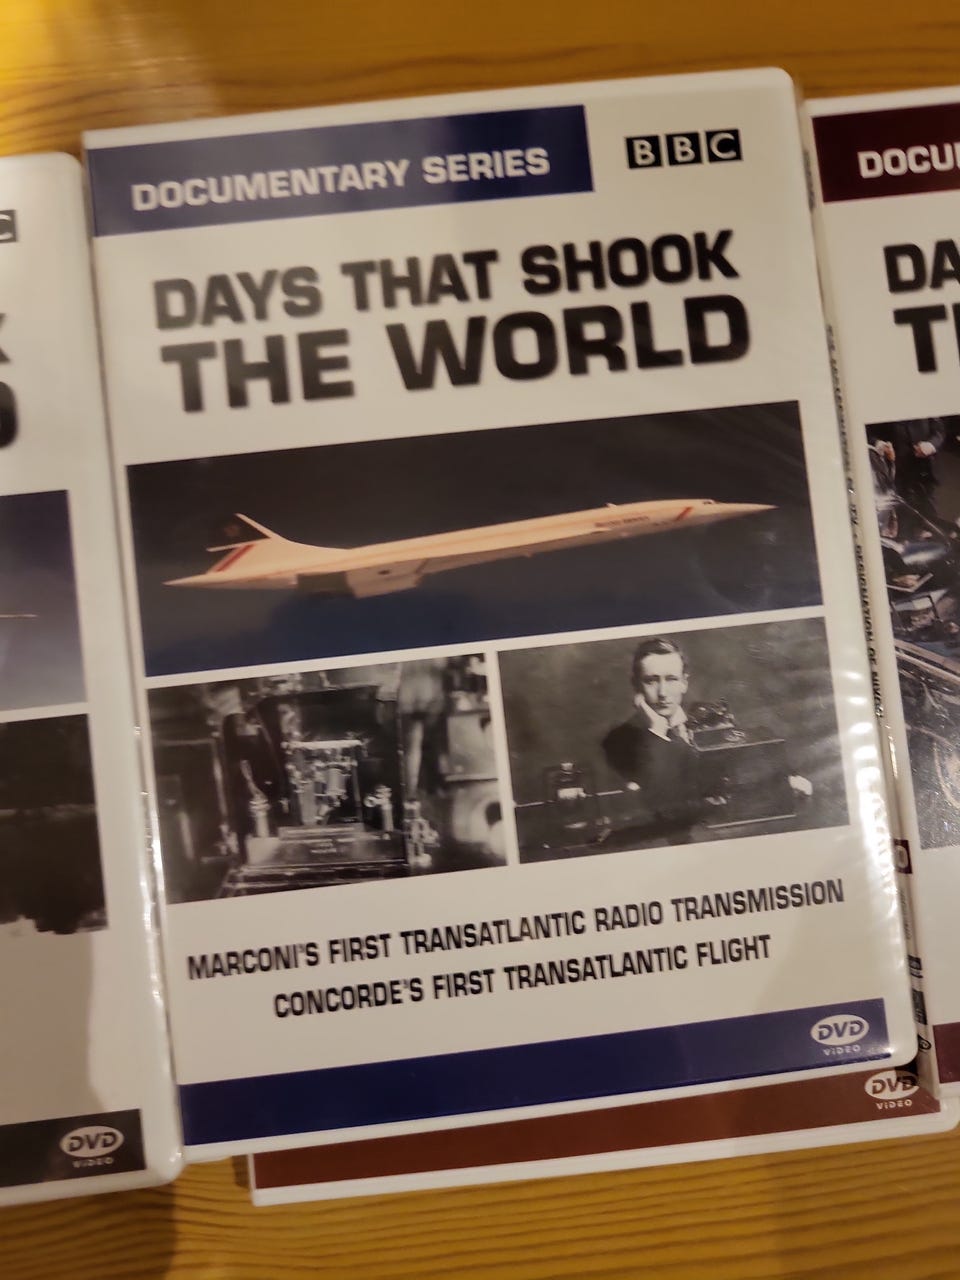 DOCUMENTARY SERIES
BBC
DAYS THAT SHOOK
THE WORLD
MARCONI'S FIRST TRANSATLANTIC RADIO TRANSMISSION
CONCORDE'S FIRST TRANSATLANTIC FLIGHT
DVD
VIDEO
DVD
VIDEO
DVD
VIDEO
DOCU
DA
T